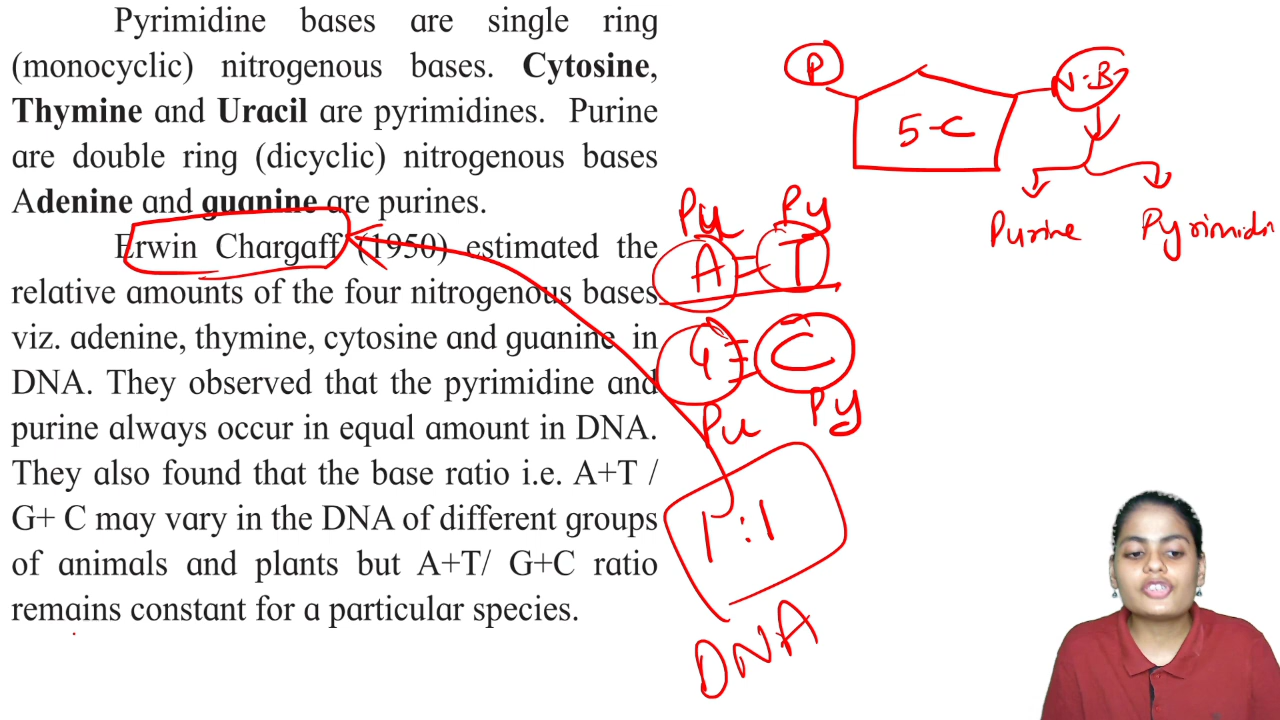 Pyrimidine bases are single ring
(monocyclic) nitrogenous bases. Cytosine,
Thymine and Uracil are pyrimidines. Purine
are double ring (dicyclic) nitrogenous bases
Adenine and guanine are purines.
Erwin Chargaff (1950) estimated the
relative amounts of the four nitrogenous bases
viz. adenine, thymine, cytosine and guanine in
DNA. They observed that the pyrimidine and
purine always occur in equal amount in DNA.
They also found that the base ratio i.e. A+T /
G+ C may vary in the DNA of different groups
of animals and plants but A+T/ G+C ratio
remains constant for a particular species.
P
5-C
N-B
Purine Pyrimidn
Pu Py
A = T
G ≡ C
Pu Py
1:1
DNA